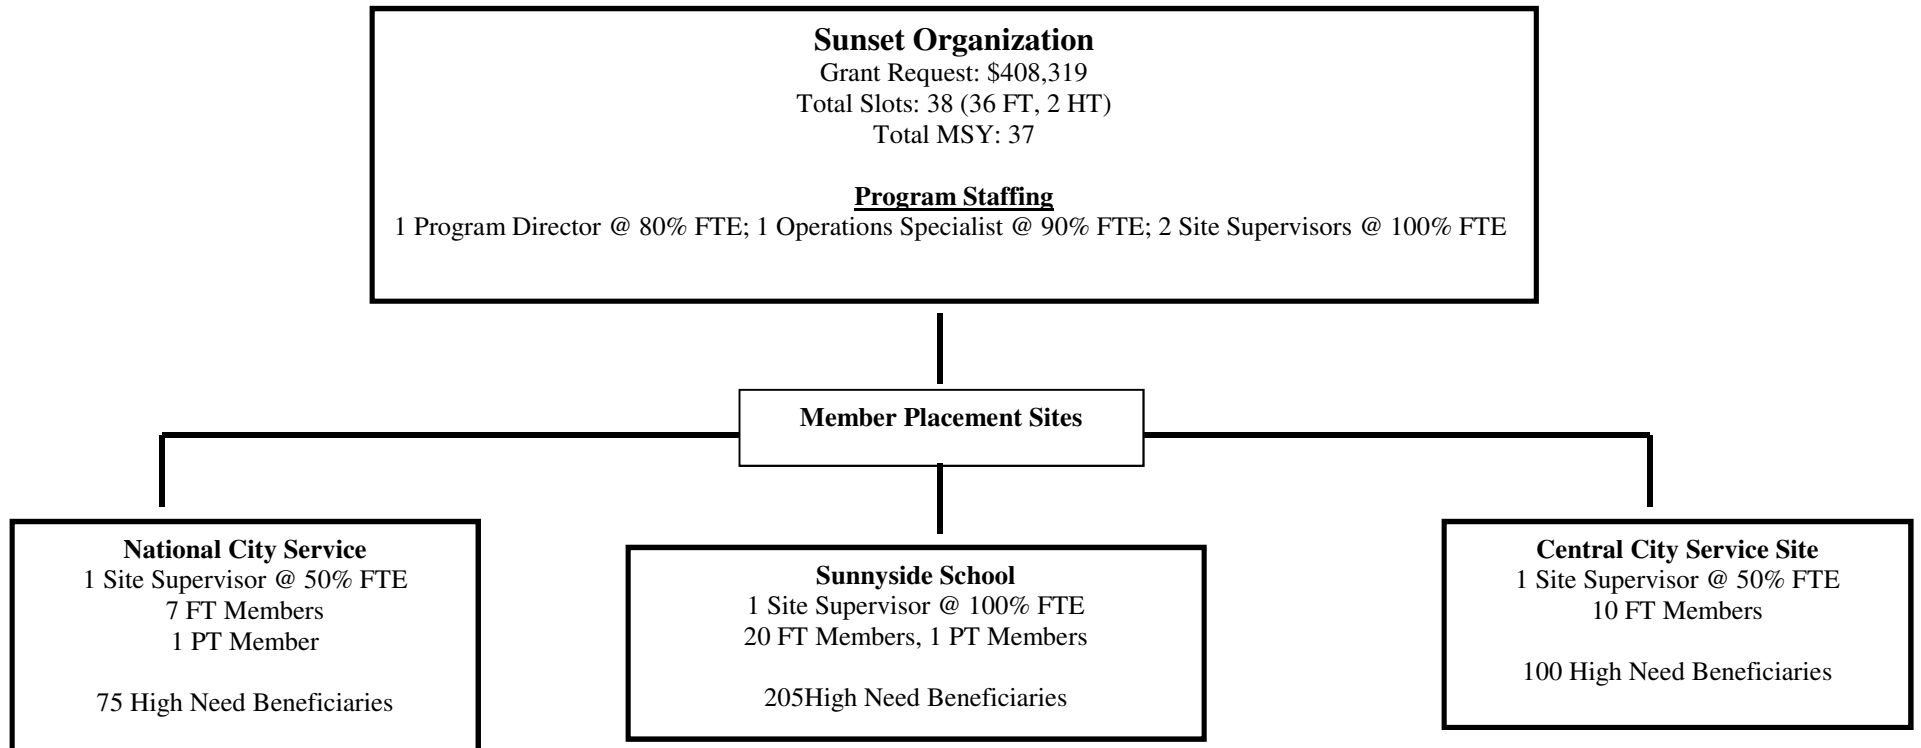 Sunset Organization
Grant Request: $408,319
Total Slots: 38 (36 FT, 2 HT)
Total MSY: 37
Program Staffing
1 Program Director @ 80% FTE; 1 Operations Specialist @ 90% FTE; 2 Site Supervisors @ 100% FTE
Member Placement Sites
National City Service
1 Site Supervisor @ 50% FTE
7 FT Members
1 PT Member
75 High Need Beneficiaries
Sunnyside School
1 Site Supervisor @ 100% FTE
20 FT Members, 1 PT Members
205High Need Beneficiaries
Central City Service Site
1 Site Supervisor @ 50% FTE
10 FT Members
100 High Need Beneficiaries